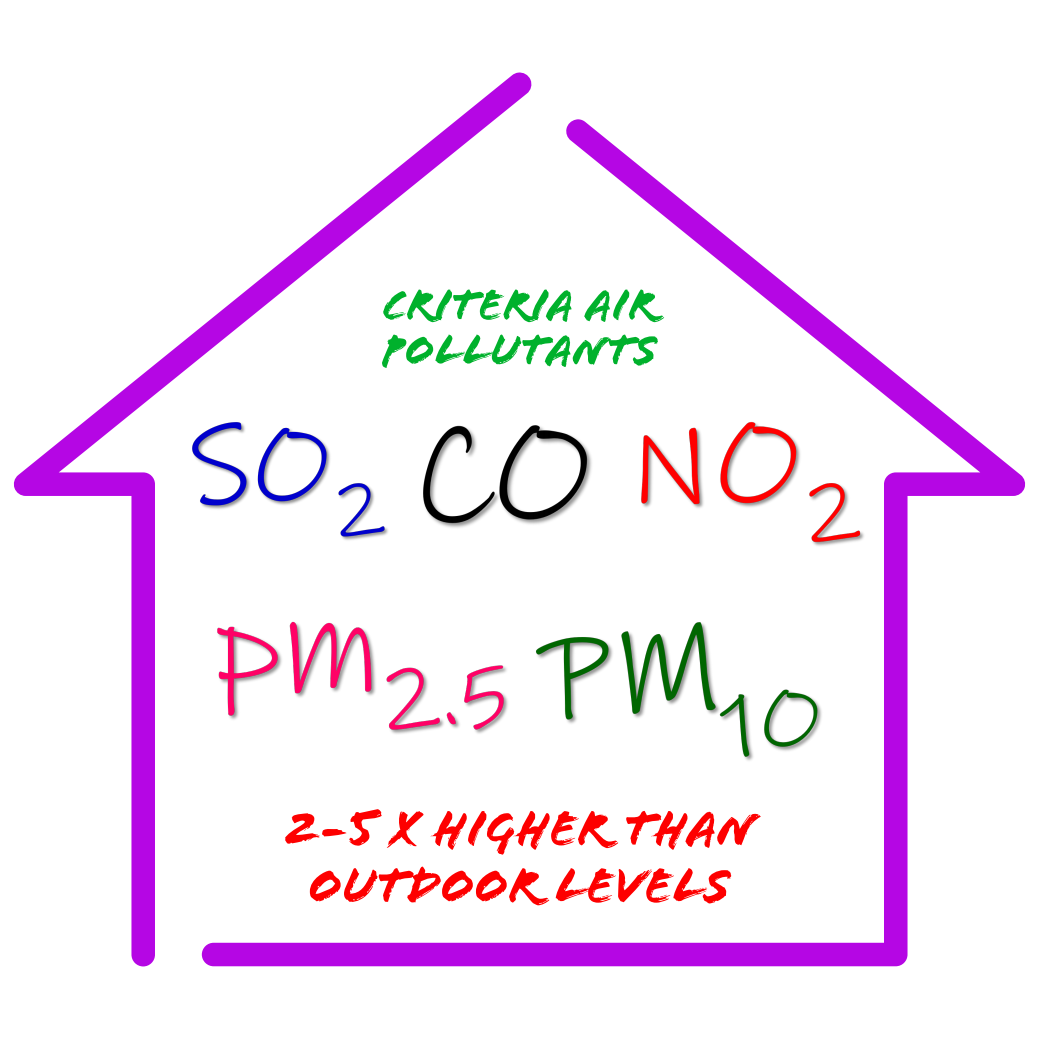 CRITERIA AIR
POLLUTANTS
SO₂ CO NO₂
PM₂.₅ PM₁₀
2-5 X HIGHER THAN
OUTDOOR LEVELS